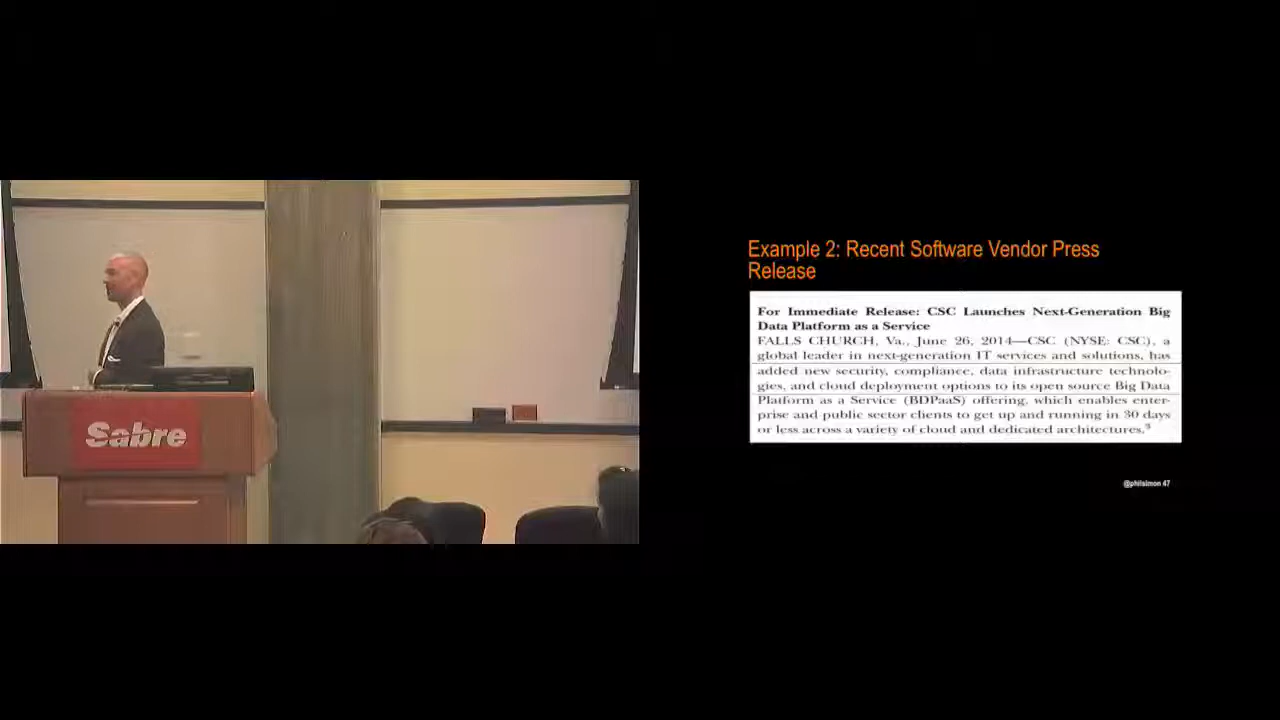 Sabre
Example 2: Recent Software Vendor Press
Release
For Immediate Release: CSC Launches Next-Generation Big
Data Platform as a Service
FALLS CHURCH, Va., June 26, 2014—CSC (NYSE: CSC), a
global leader in next-generation IT services and solutions, has
added new security, compliance, data infrastructure technolo-
gies, and cloud deployment options to its open source Big Data
Platform as a Service (BDPaaS) offering, which enables enter-
prise and public sector clients to get up and running in 30 days
or less across a variety of cloud and dedicated architectures.³
@philsimon 47